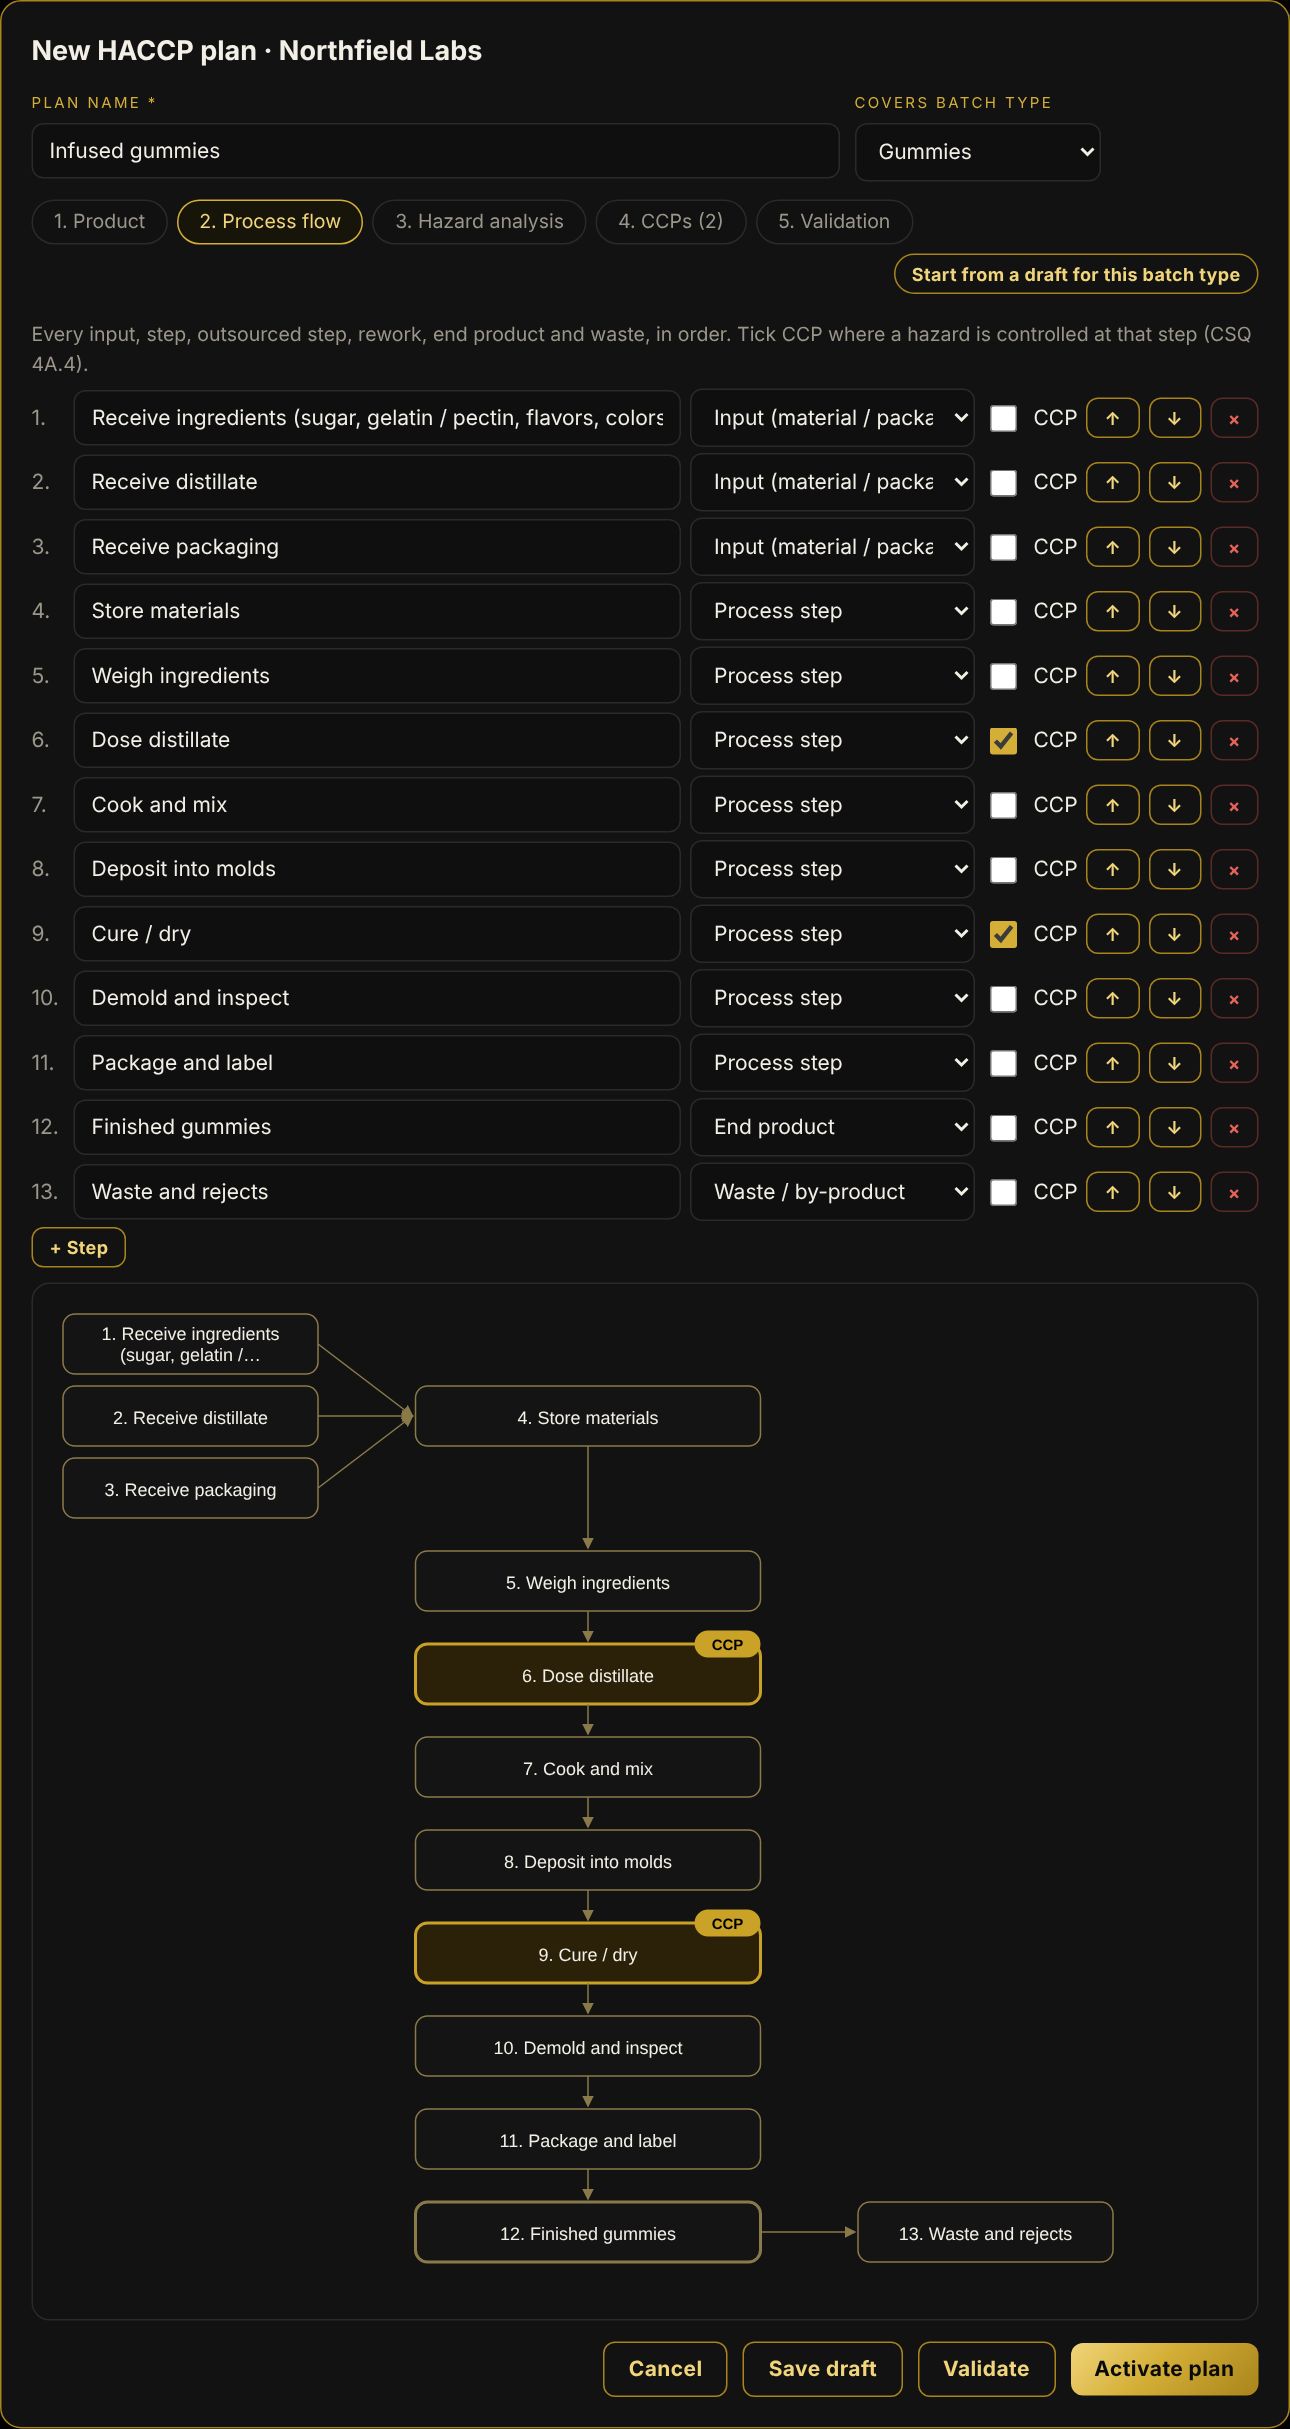 New HACCP plan · Northfield Labs
PLAN NAME *
COVERS BATCH TYPE
Infused gummies
Gummies
1. Product
2. Process flow
3. Hazard analysis
4. CCPs (2)
5. Validation
Start from a draft for this batch type
Every input, step, outsourced step, rework, end product and waste, in order. Tick CCP where a hazard is controlled at that step (CSQ
4A.4).
1. Receive ingredients (sugar, gelatin / pectin, flavors, colors Input (material / packa CCP ↑ ↓ ×
2. Receive distillate Input (material / packa CCP ↑ ↓ ×
3. Receive packaging Input (material / packa CCP ↑ ↓ ×
4. Store materials Process step CCP ↑ ↓ ×
5. Weigh ingredients Process step CCP ↑ ↓ ×
6. Dose distillate Process step CCP ↑ ↓ ×
7. Cook and mix Process step CCP ↑ ↓ ×
8. Deposit into molds Process step CCP ↑ ↓ ×
9. Cure / dry Process step CCP ↑ ↓ ×
10. Demold and inspect Process step CCP ↑ ↓ ×
11. Package and label Process step CCP ↑ ↓ ×
12. Finished gummies End product CCP ↑ ↓ ×
13. Waste and rejects Waste / by-product CCP ↑ ↓ ×
+ Step
1. Receive ingredients
(sugar, gelatin /...
2. Receive distillate
3. Receive packaging
4. Store materials
5. Weigh ingredients
CCP
6. Dose distillate
7. Cook and mix
8. Deposit into molds
CCP
9. Cure / dry
10. Demold and inspect
11. Package and label
12. Finished gummies
13. Waste and rejects
Cancel
Save draft
Validate
Activate plan